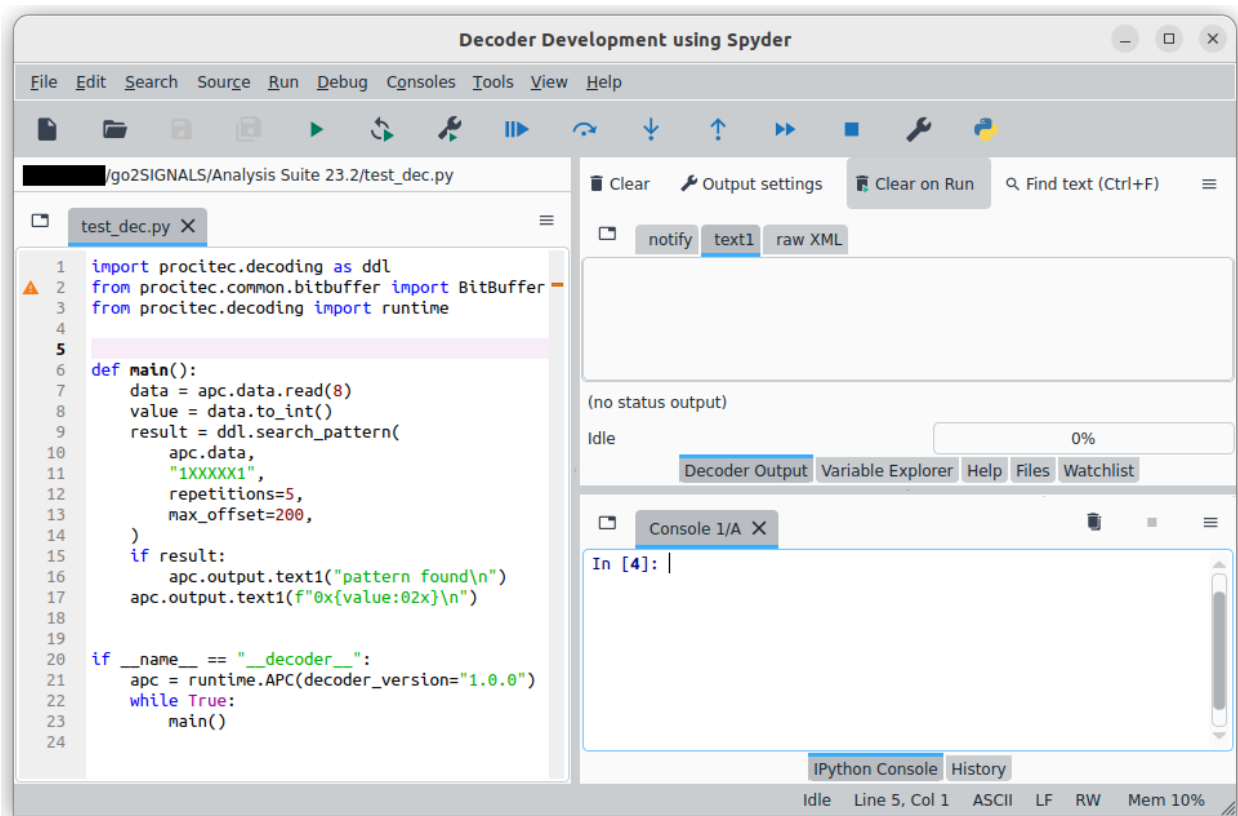 Decoder Development using Spyder
File Edit Search Source Run Debug Consoles Tools View Help
/go2SIGNALS/Analysis Suite 23.2/test_dec.py
test_dec.py
1 import procitec.decoding as ddl
2 from procitec.common.bitbuffer import BitBuffer
3 from procitec.decoding import runtime
4
5
6 def main():
7     data = apc.data.read(8)
8     value = data.to_int()
9     result = ddl.search_pattern(
10         apc.data,
11         "1XXXXX1",
12         repetitions=5,
13         max_offset=200,
14     )
15     if result:
16         apc.output.text1("pattern found\n")
17     apc.output.text1(f"0x{value:02x}\n")
18
19
20 if __name__ == "__decoder__":
21     apc = runtime.APC(decoder_version="1.0.0")
22     while True:
23         main()
24
Clear Output settings Clear on Run Find text (Ctrl+F)
notify text1 raw XML
(no status output)
Idle 0%
Decoder Output Variable Explorer Help Files Watchlist
Console 1/A
In [4]:
IPython Console History
Idle Line 5, Col 1 ASCII LF RW Mem 10%